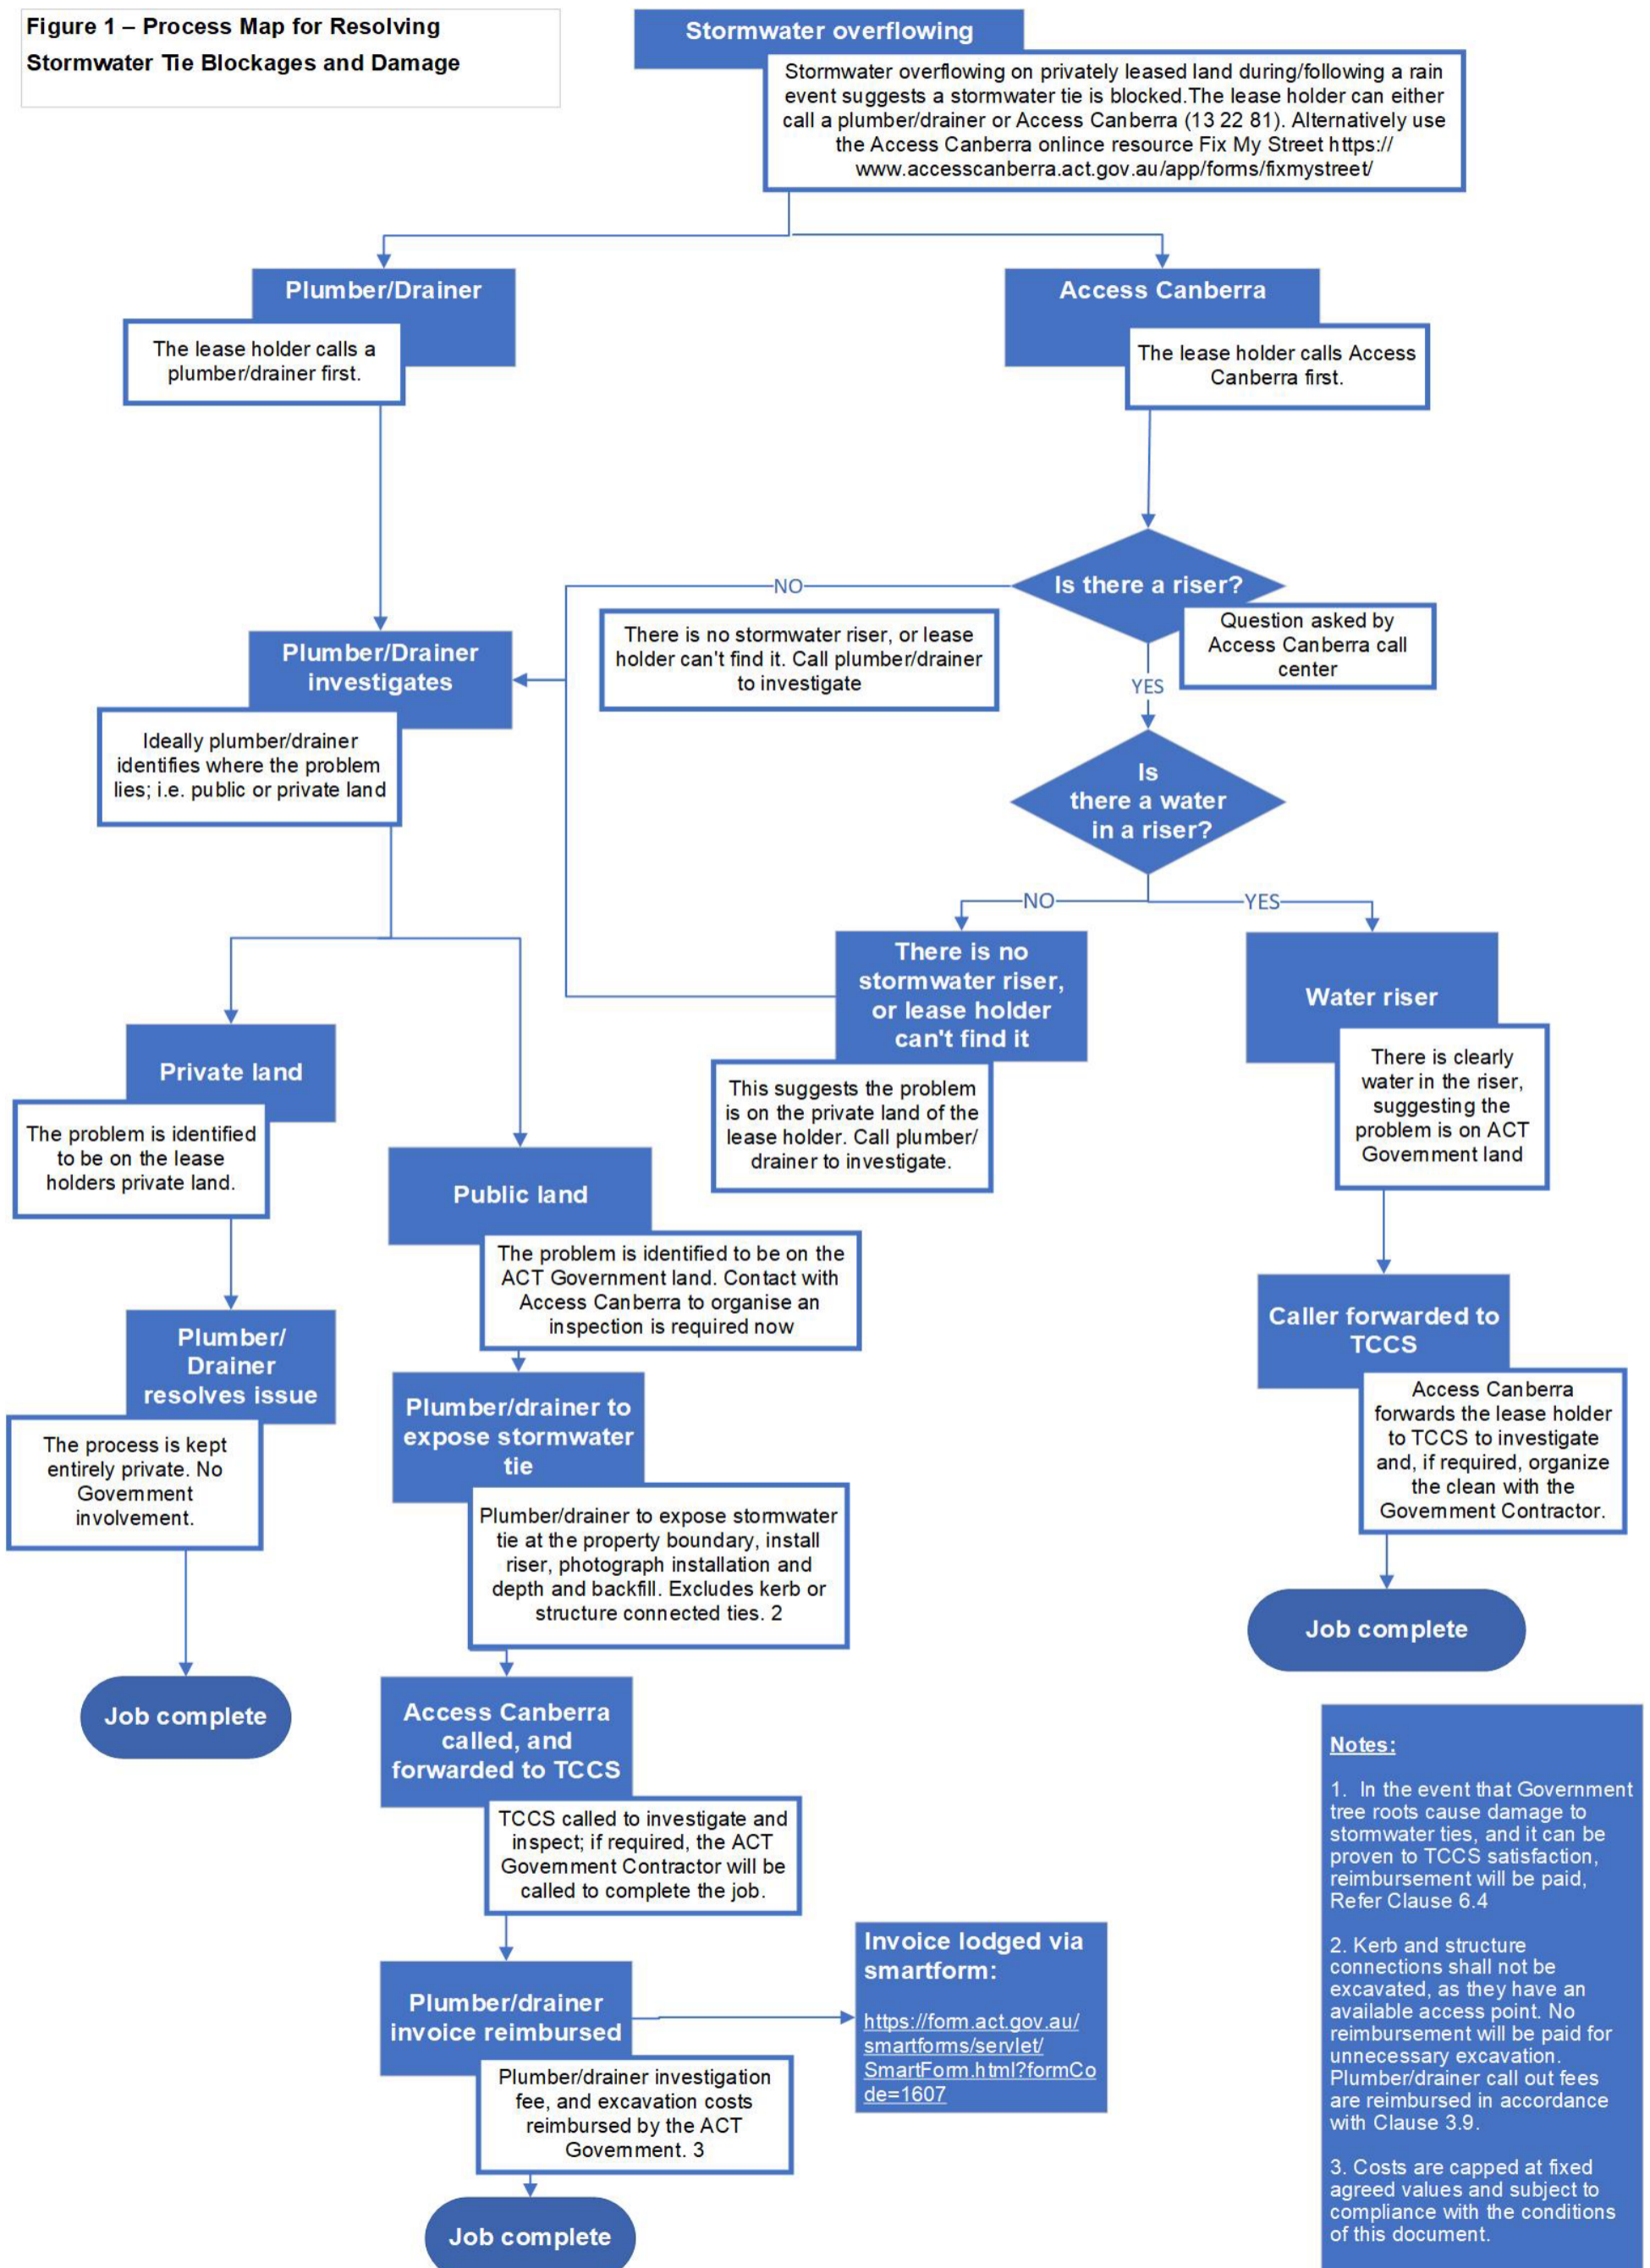 Figure 1 – Process Map for Resolving
Stormwater Tie Blockages and Damage
Stormwater overflowing
Stormwater overflowing on privately leased land during/following a rain
event suggests a stormwater tie is blocked.The lease holder can either
call a plumber/drainer or Access Canberra (13 22 81). Alternatively use
the Access Canberra onlince resource Fix My Street https://
www.accesscanberra.act.gov.au/app/forms/fixmystreet/
Plumber/Drainer
The lease holder calls a
plumber/drainer first.
Access Canberra
The lease holder calls Access
Canberra first.
Is there a riser?
Question asked by
Access Canberra call
center
NO
There is no stormwater riser, or lease
holder can't find it. Call plumber/drainer
to investigate
YES
Plumber/Drainer
investigates
Ideally plumber/drainer
identifies where the problem
lies; i.e. public or private land
Is
there a water
in a riser?
NO
YES
There is no
stormwater riser,
or lease holder
can't find it
This suggests the problem
is on the private land of the
lease holder. Call plumber/
drainer to investigate.
Water riser
There is clearly
water in the riser,
suggesting the
problem is on ACT
Government land
Private land
The problem is identified
to be on the lease
holders private land.
Public land
The problem is identified to be on the
ACT Government land. Contact with
Access Canberra to organise an
inspection is required now
Caller forwarded to
TCCS
Access Canberra
forwards the lease holder
to TCCS to investigate
and, if required, organize
the clean with the
Government Contractor.
Plumber/
Drainer
resolves issue
The process is kept
entirely private. No
Government
involvement.
Plumber/drainer to
expose stormwater
tie
Plumber/drainer to expose stormwater
tie at the property boundary, install
riser, photograph installation and
depth and backfill. Excludes kerb or
structure connected ties. 2
Job complete
Job complete
Access Canberra
called, and
forwarded to TCCS
TCCS called to investigate and
inspect; if required, the ACT
Government Contractor will be
called to complete the job.
Plumber/drainer
invoice reimbursed
Plumber/drainer investigation
fee, and excavation costs
reimbursed by the ACT
Government. 3
Invoice lodged via
smartform:
https://form.act.gov.au/
smartforms/servlet/
SmartForm.html?formCo
de=1607
Job complete
Notes:
1. In the event that Government
tree roots cause damage to
stormwater ties, and it can be
proven to TCCS satisfaction,
reimbursement will be paid,
Refer Clause 6.4
2. Kerb and structure
connections shall not be
excavated, as they have an
available access point. No
reimbursement will be paid for
unnecessary excavation.
Plumber/drainer call out fees
are reimbursed in accordance
with Clause 3.9.
3. Costs are capped at fixed
agreed values and subject to
compliance with the conditions
of this document.